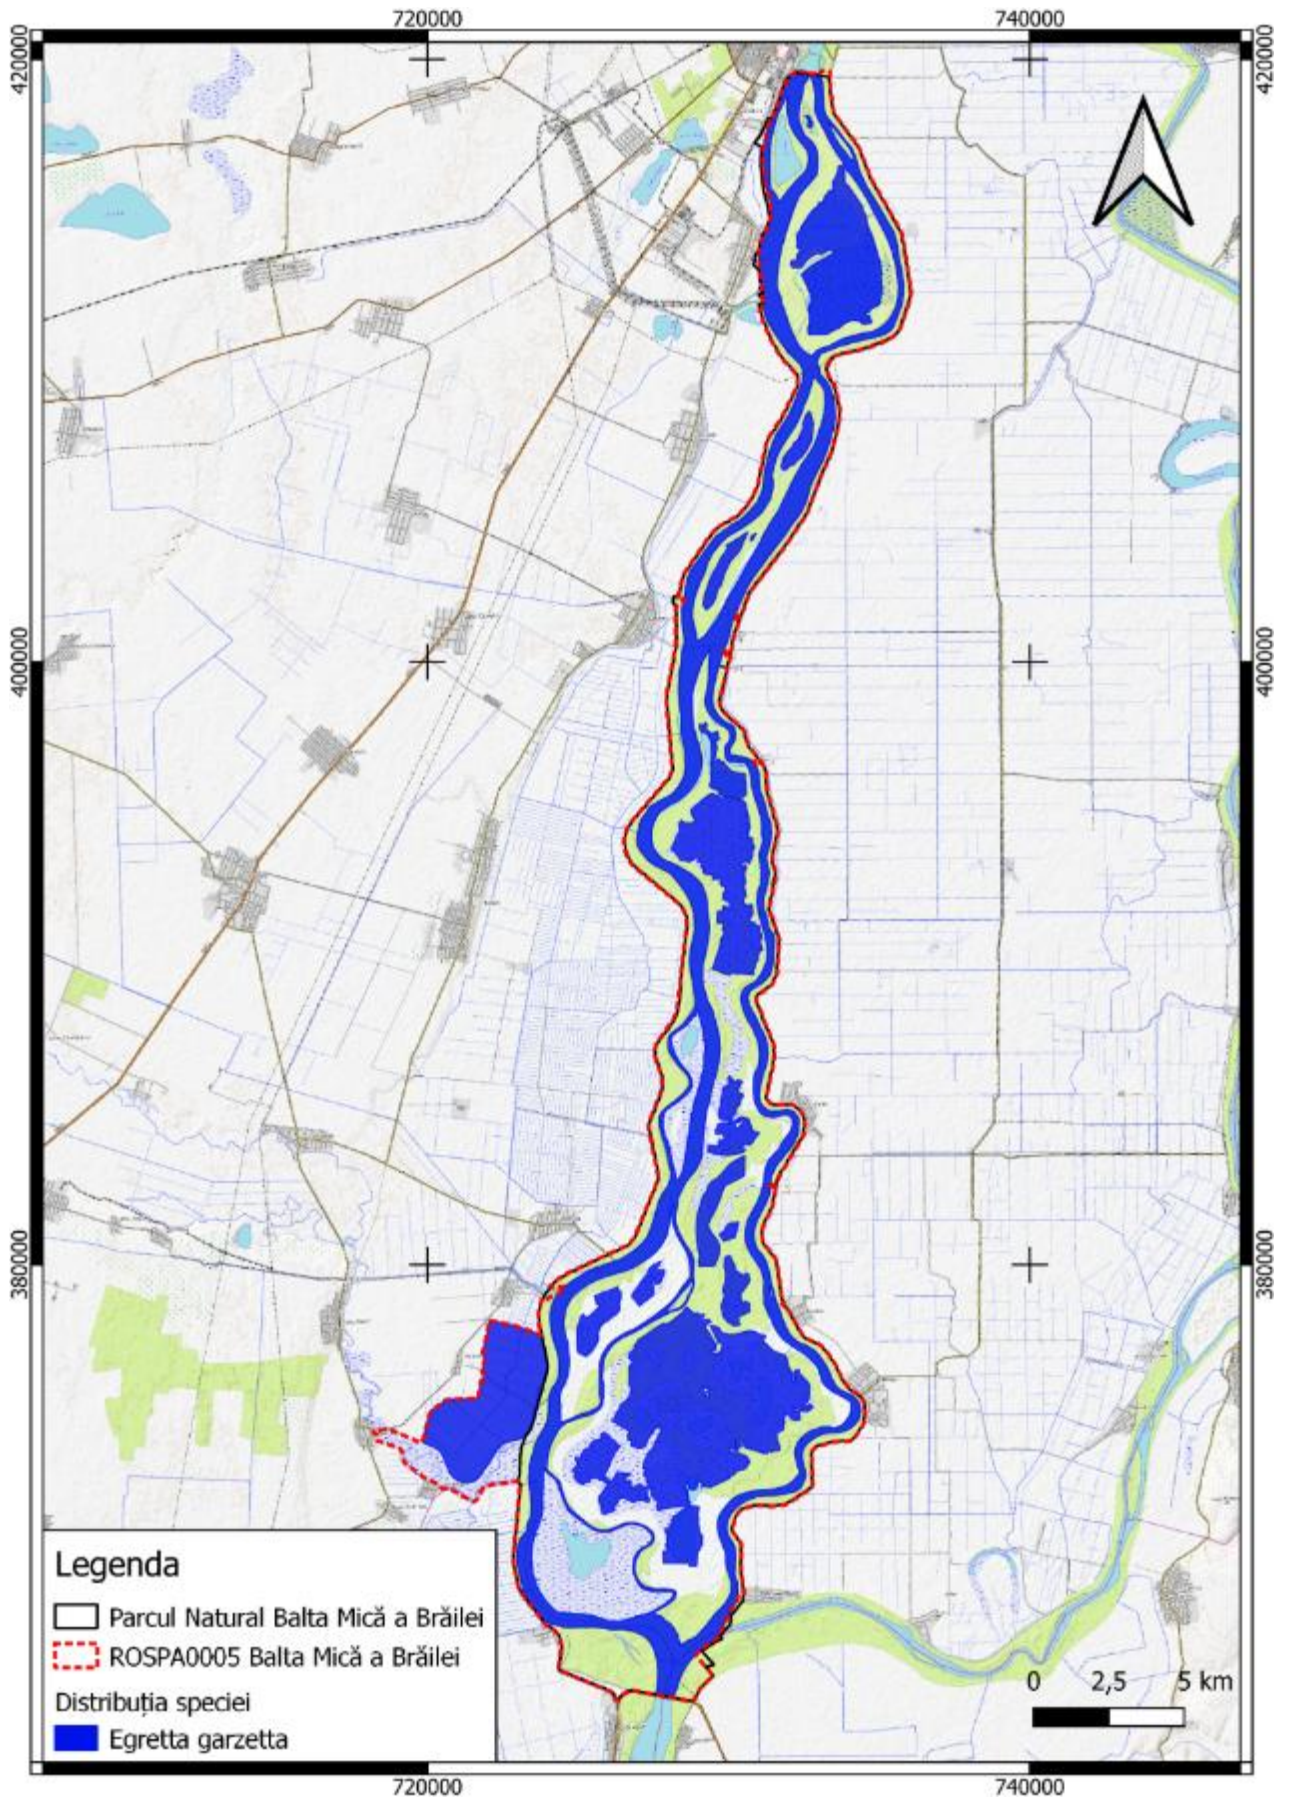 720000 740000
420000 420000
400000 400000
380000 380000
Legenda
Parcul Natural Balta Mică a Brăilei
ROSPA0005 Balta Mică a Brăilei
Distribuția speciei
Egretta garzetta
0 2,5 5 km
720000 740000